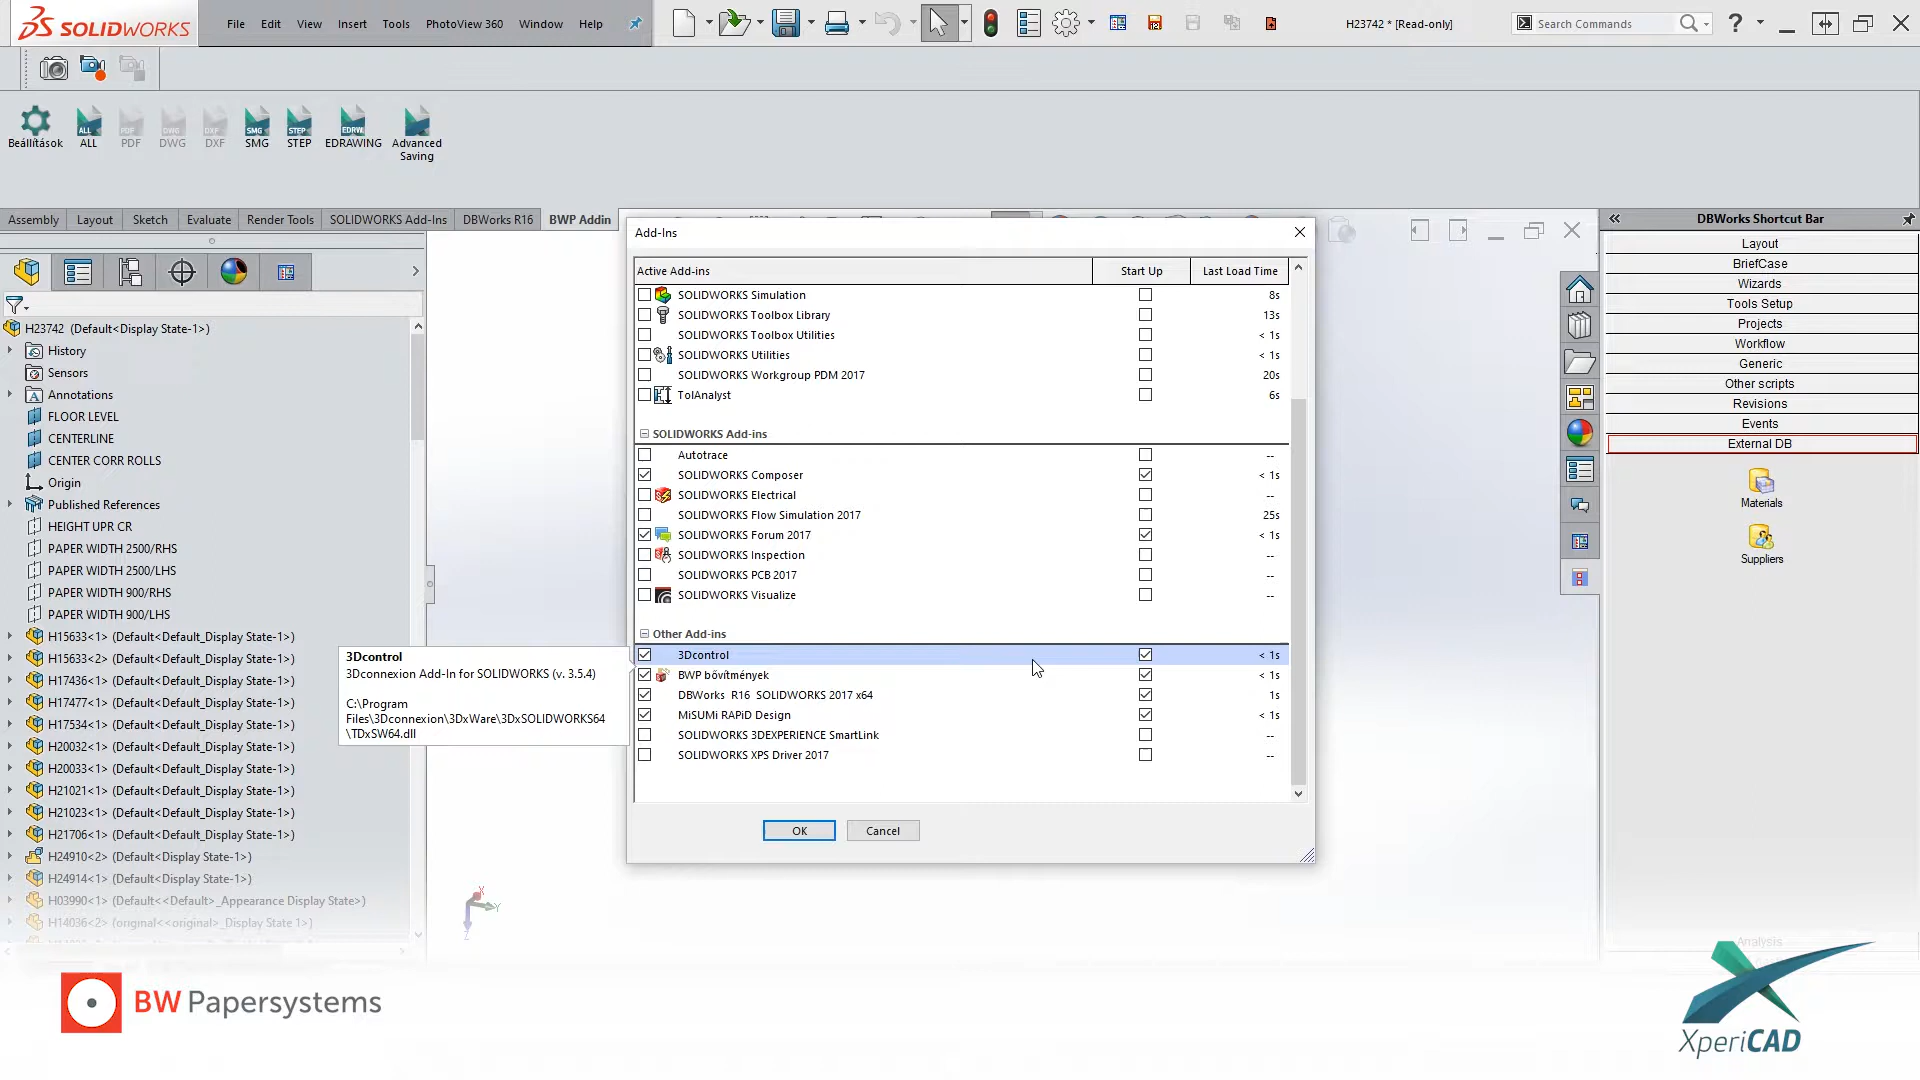 SOLIDWORKS
File Edit View Insert Tools PhotoView 360 Window Help
H23742 * [Read-only]
Search Commands
?
Beállítások
ALL
ALL
PDF
PDF
DWG
DWG
DXF
DXF
SMG
SMG
STEP
STEP
EDRW
EDRAWING
Advanced
Saving
Assembly Layout Sketch Evaluate Render Tools SOLIDWORKS Add-Ins DBWorks R16 BWP Addin
H23742 (Default<Display State-1>)
History
Sensors
Annotations
FLOOR LEVEL
CENTERLINE
CENTER CORR ROLLS
Origin
Published References
HEIGHT UPR CR
PAPER WIDTH 2500/RHS
PAPER WIDTH 2500/LHS
PAPER WIDTH 900/RHS
PAPER WIDTH 900/LHS
H15633<1> (Default<Default_Display State-1>)
H15633<2> (Default<Default_Display State-1>)
H17436<1> (Default<Default_Display State-1>)
H17477<1> (Default<Default_Display State-1>)
H17534<1> (Default<Default_Display State-1>)
H20032<1> (Default<Default_Display State-1>)
H20033<1> (Default<Default_Display State-1>)
H21021<1> (Default<Default_Display State-1>)
H21023<1> (Default<Default_Display State-1>)
H21706<1> (Default<Default_Display State-1>)
H24910<2> (Default<Display State-1>)
H24914<1> (Default<Display State-1>)
H03990<1> (Default<<Default>_Appearance Display State>)
H14036<2> (original<<original>_Display State 1>)
3Dcontrol
3Dconnexion Add-In for SOLIDWORKS (v. 3.5.4)
C:\Program
Files\3Dconnexion\3DxWare\3DxSOLIDWORKS64
\TDxSW64.dll
X
Y
Z
Add-Ins
Active Add-ins Start Up Last Load Time
SOLIDWORKS Simulation 8s
SOLIDWORKS Toolbox Library 13s
SOLIDWORKS Toolbox Utilities < 1s
SOLIDWORKS Utilities < 1s
SOLIDWORKS Workgroup PDM 2017 20s
TolAnalyst 6s
SOLIDWORKS Add-ins
Autotrace --
SOLIDWORKS Composer < 1s
SOLIDWORKS Electrical --
SOLIDWORKS Flow Simulation 2017 25s
SOLIDWORKS Forum 2017 < 1s
SOLIDWORKS Inspection --
SOLIDWORKS PCB 2017 --
SOLIDWORKS Visualize --
Other Add-ins
3Dcontrol < 1s
BWP bővítmények < 1s
DBWorks R16 SOLIDWORKS 2017 x64 1s
MiSUMi RAPiD Design < 1s
SOLIDWORKS 3DEXPERIENCE SmartLink --
SOLIDWORKS XPS Driver 2017 --
OK Cancel
DBWorks Shortcut Bar
Layout
BriefCase
Wizards
Tools Setup
Projects
Workflow
Generic
Other scripts
Revisions
Events
External DB
Materials
Suppliers
Analysis
BW Papersystems
XperiCAD